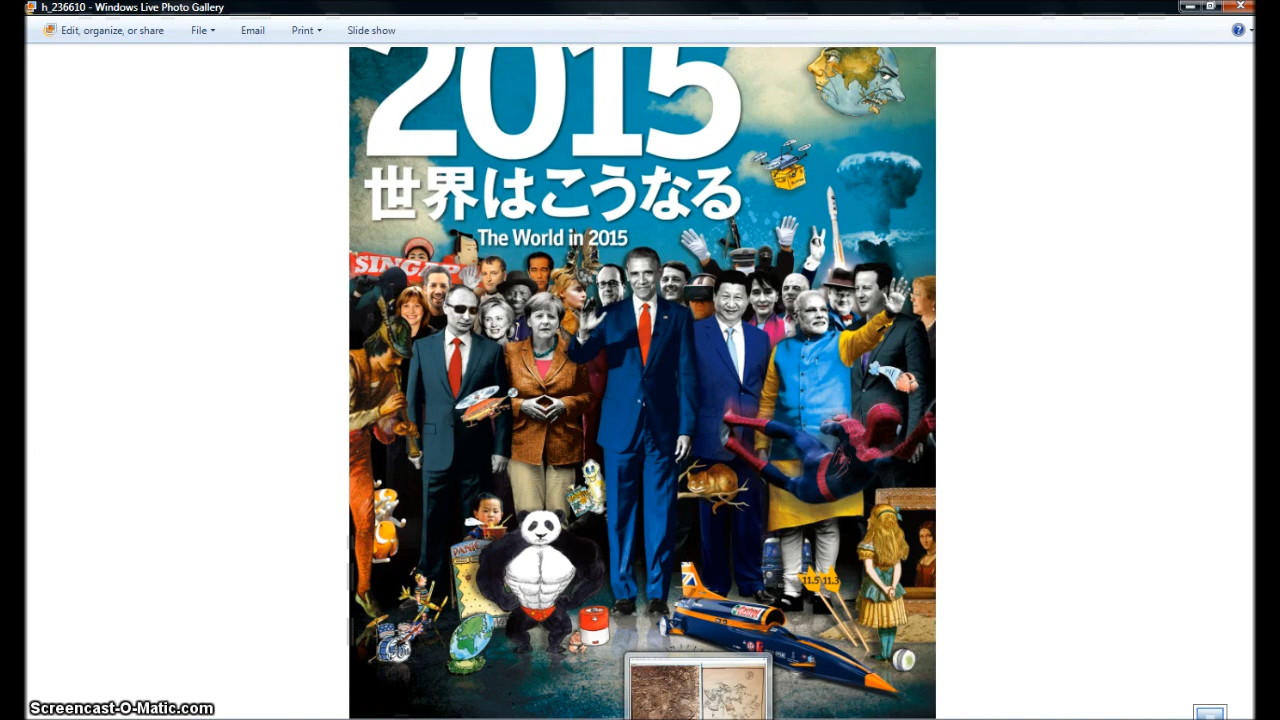 h_236610 - Windows Live Photo Gallery
Edit, organize, or share File Email Print Slide show
2015
世界はこうなる
The World in 2015
SINGAP
PANIC
11.5 11.3
Screencast-O-Matic.com